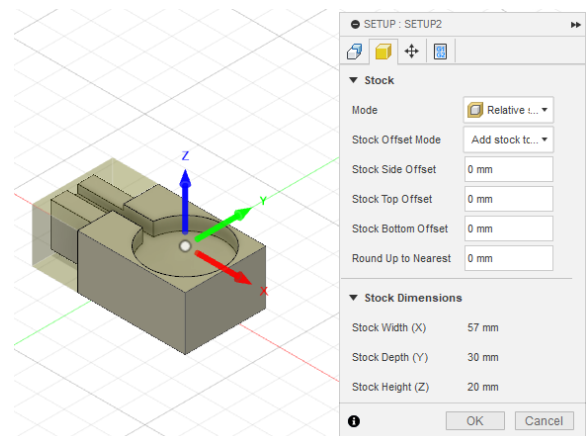 SETUP : SETUP2
Stock
Mode
Relative s...
Stock Offset Mode
Add stock tc...
Stock Side Offset
0 mm
Stock Top Offset
0 mm
Stock Bottom Offset
0 mm
Round Up to Nearest
0 mm
Stock Dimensions
Stock Width (X)
57 mm
Stock Depth (Y)
30 mm
Stock Height (Z)
20 mm
OK
Cancel
Z
Y
X